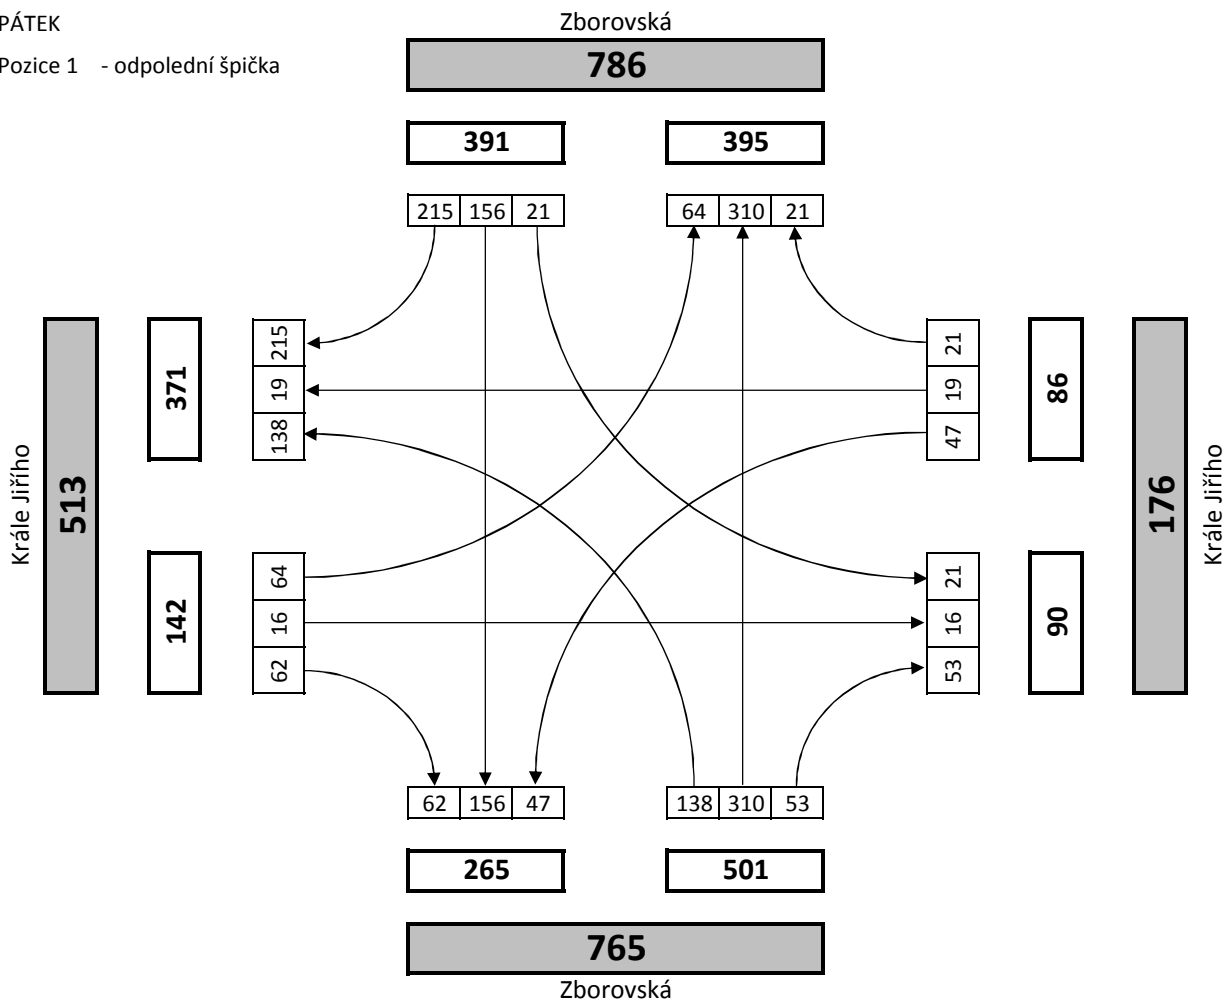 PÁTEK
Zborovská
Pozice 1 - odpolední špička
786
391 395
215 156 21 64 310 21
215 19 138
371
21 19 47
86
Krále Jiřího
513
176
Krále Jiřího
142
64 16 62
21 16 53
90
62 156 47 138 310 53
265 501
765
Zborovská